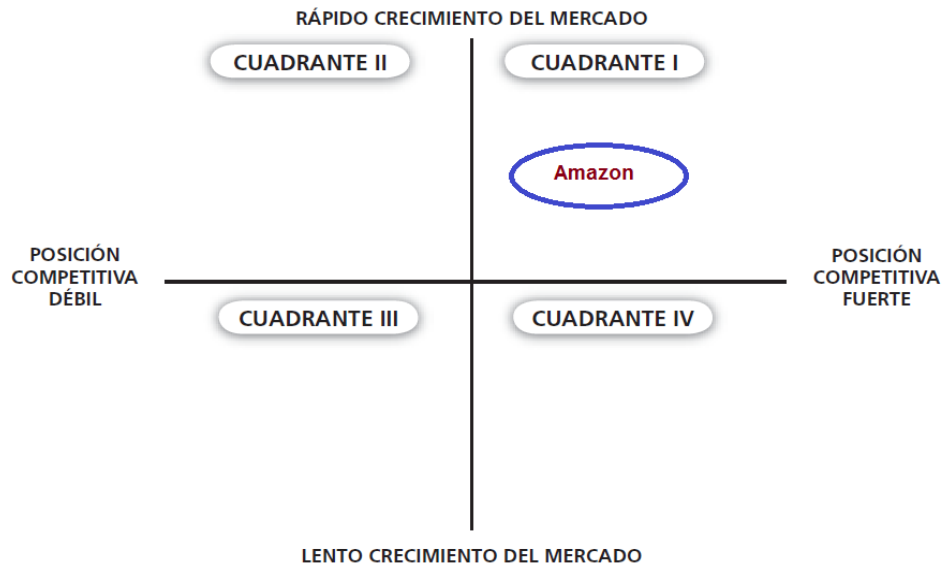 RÁPIDO CRECIMIENTO DEL MERCADO
CUADRANTE II
CUADRANTE I
Amazon
POSICIÓN
COMPETITIVA
DÉBIL
POSICIÓN
COMPETITIVA
FUERTE
CUADRANTE III
CUADRANTE IV
LENTO CRECIMIENTO DEL MERCADO